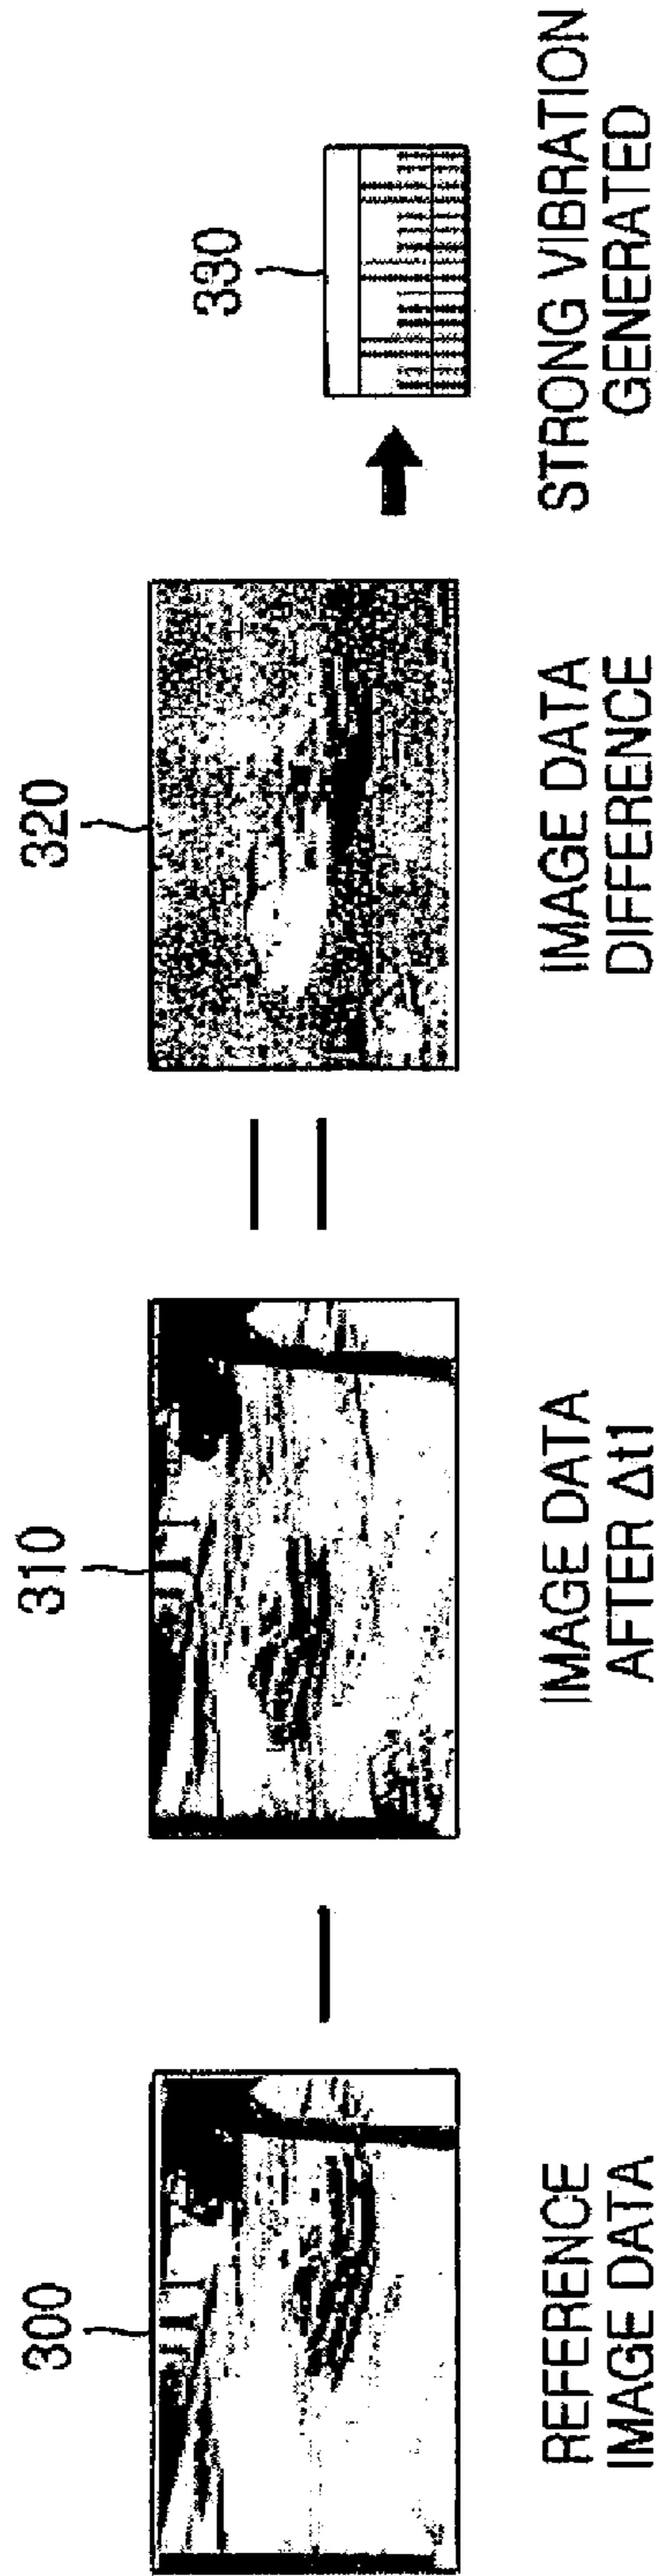 300
310
320
330
REFERENCE
IMAGE DATA
IMAGE DATA
AFTER Δt1
IMAGE DATA
DIFFERENCE
STRONG VIBRATION
GENERATED